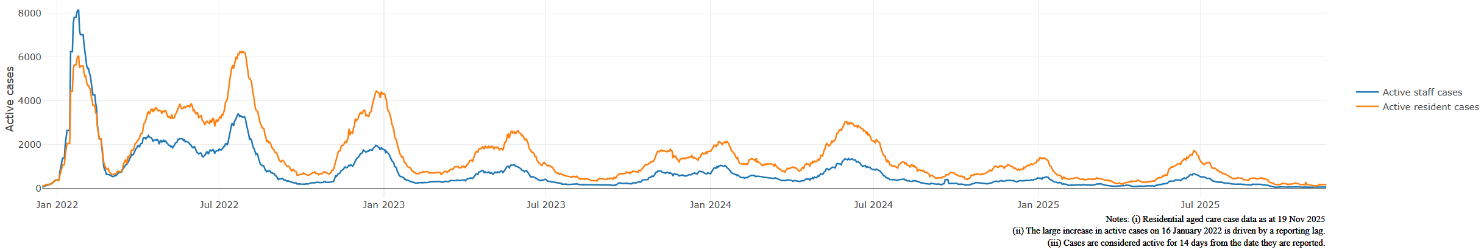 Active cases
8000
6000
4000
2000
0
Jan 2022
Jul 2022
Jan 2023
Jul 2023
Jan 2024
Jul 2024
Jan 2025
Jul 2025
Active staff cases
Active resident cases
Notes: (i) Residential aged care case data as at 19 Nov 2025
(ii) The large increase in active cases on 16 January 2022 is driven by a reporting lag.
(iii) Cases are considered active for 14 days from the date they are reported.